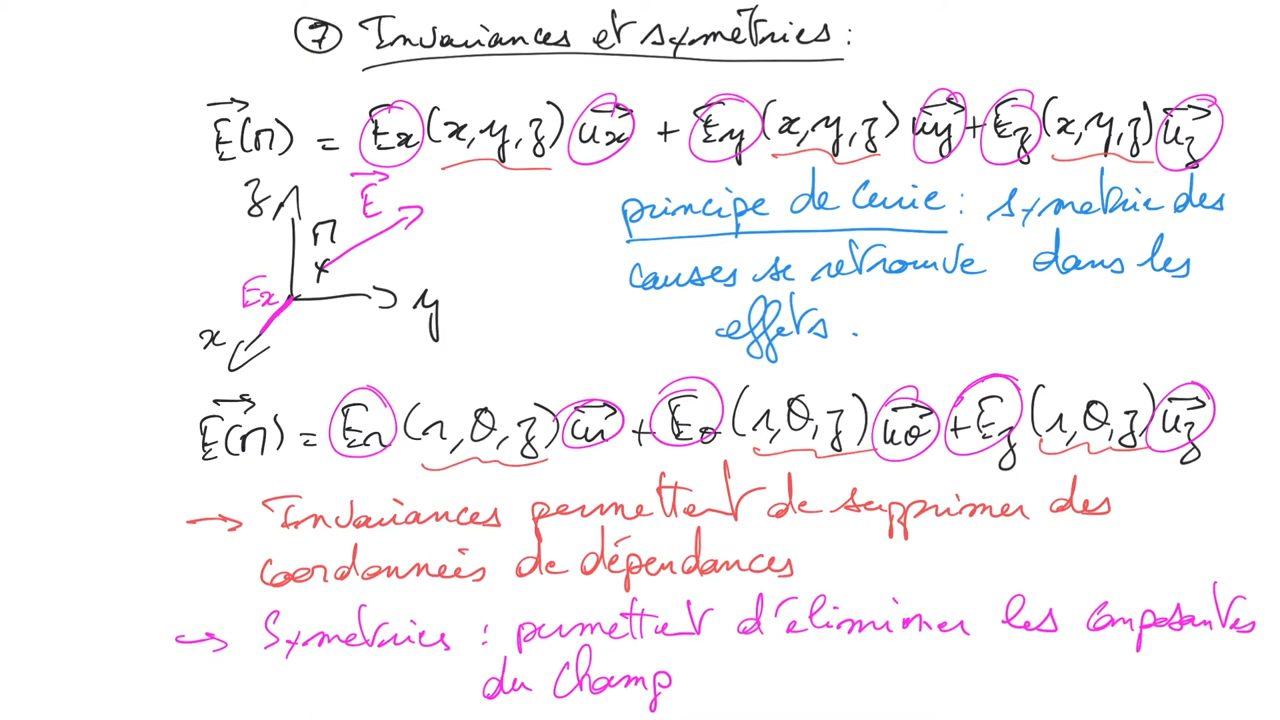 ⑦ Invariances et symétries :
E(M) = Ex(x,y,z) ux + Ey(x,y,z) uy + Ez(x,y,z) uz
z E
M principe de Curie : symetrie des
Ex causes se retrouve dans les
x y effets.
E(M) = Er(r,θ,z) ur + Eθ(r,θ,z) uθ + Ez(r,θ,z) uz
→ Invariances permettent de supprimer des
coordonnées de dépendances
→ Symétries : permettent d'éliminer les composantes
du champ